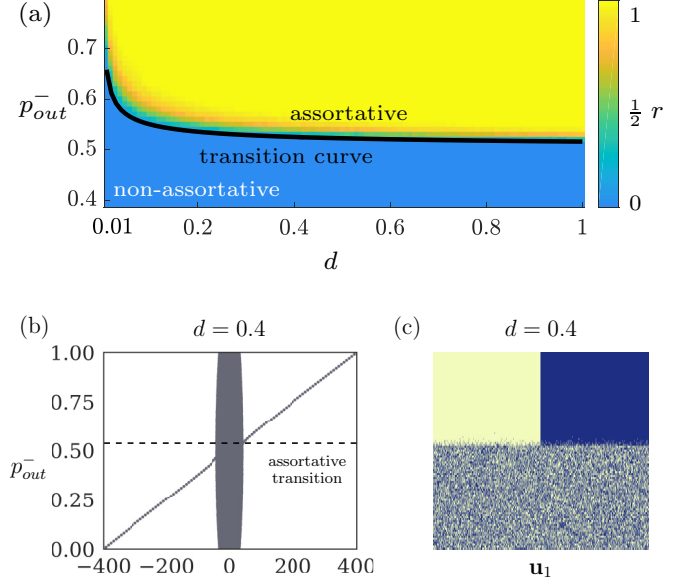 (a)
0.7
0.6
0.5
0.4
p⁻out
assortative
transition curve
non-assortative
0.01 0.2 0.4 0.6 0.8 1
d
1
½ r
0
(b) d = 0.4
1.00
0.75
0.50
0.25
0.00
p⁻out
assortative
transition
−400 −200 0 200 400
(c) d = 0.4
u₁